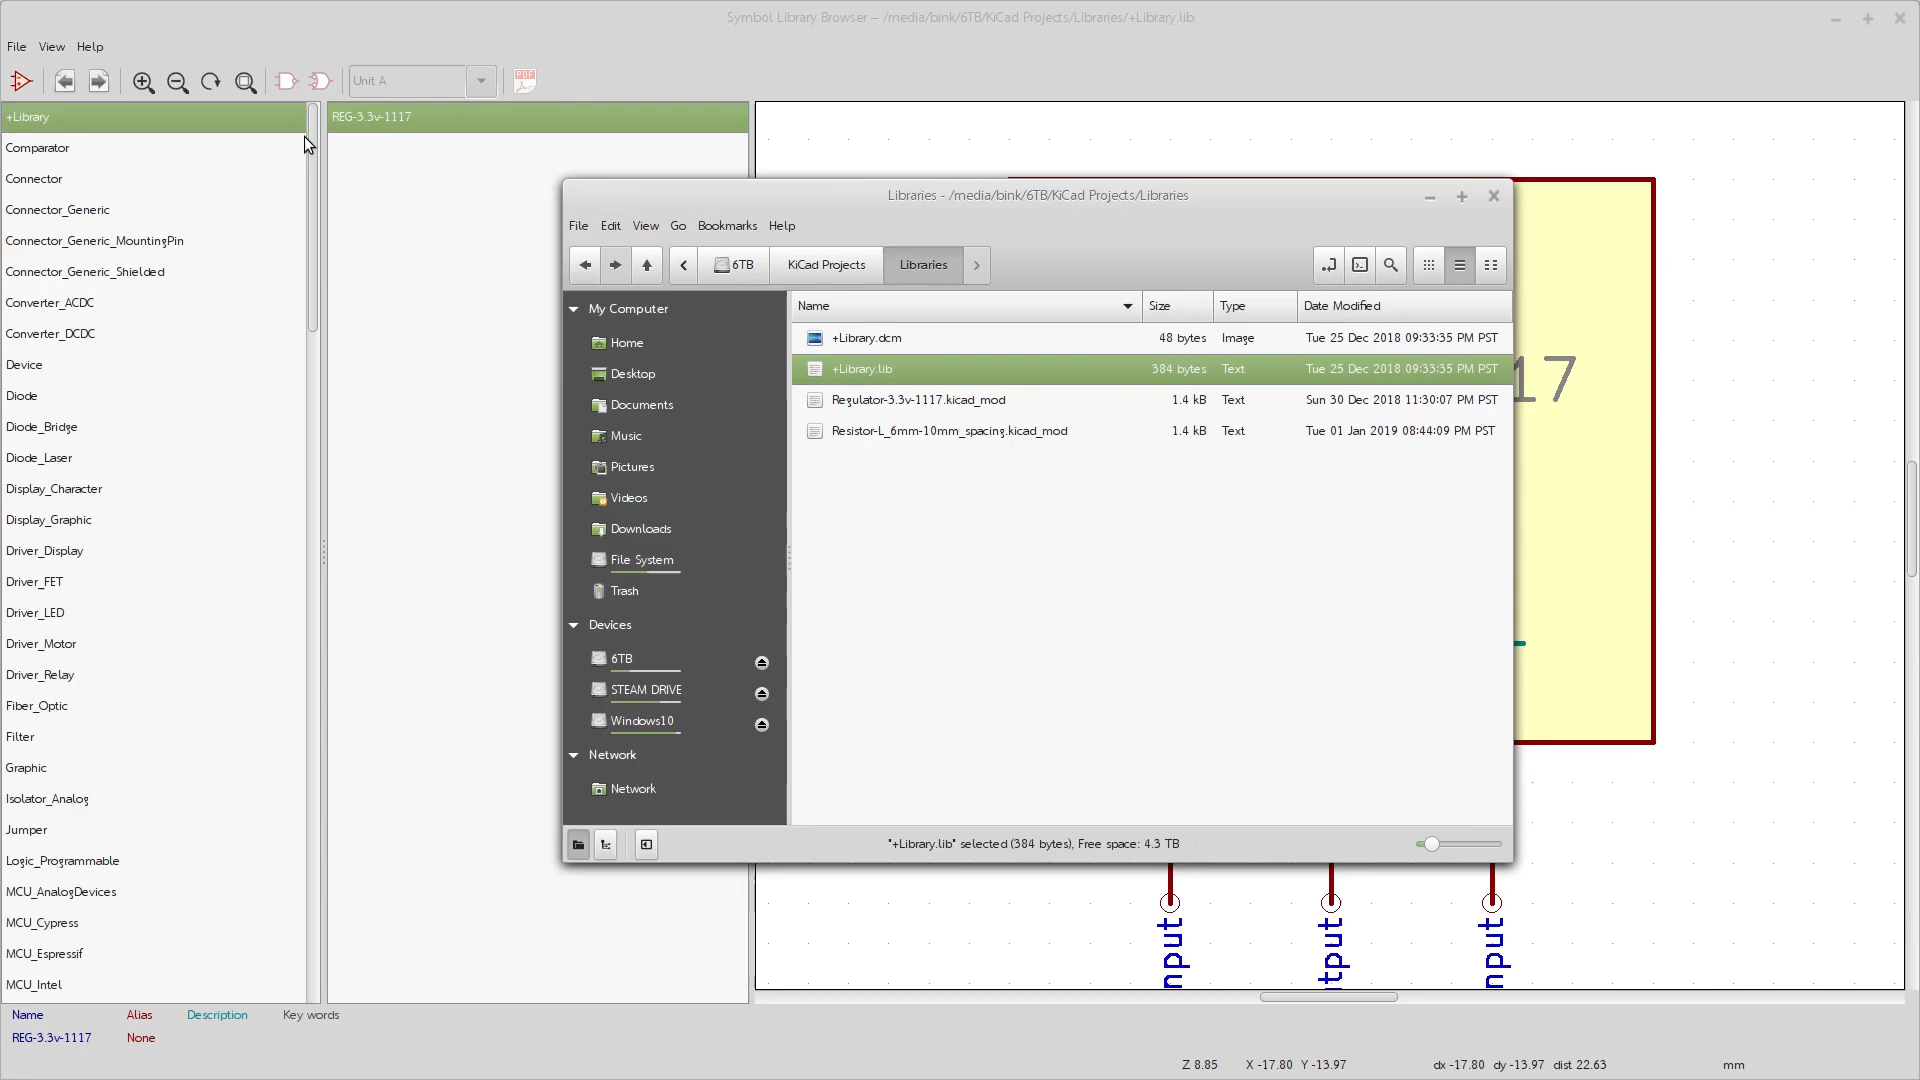 Symbol Library Browser – /media/bink/6TB/KiCad Projects/Libraries/+Library.lib
File View Help
Unit A
PDF
+Library
Comparator
Connector
Connector_Generic
Connector_Generic_MountingPin
Connector_Generic_Shielded
Converter_ACDC
Converter_DCDC
Device
Diode
Diode_Bridge
Diode_Laser
Display_Character
Display_Graphic
Driver_Display
Driver_FET
Driver_LED
Driver_Motor
Driver_Relay
Fiber_Optic
Filter
Graphic
Isolator_Analog
Jumper
Logic_Programmable
MCU_AnalogDevices
MCU_Cypress
MCU_Espressif
MCU_Intel
REG-3.3v-1117
Libraries - /media/bink/6TB/KiCad Projects/Libraries
File Edit View Go Bookmarks Help
6TB KiCad Projects Libraries
My Computer
Home
Desktop
Documents
Music
Pictures
Videos
Downloads
File System
Trash
Devices
6TB
STEAM DRIVE
Windows10
Network
Network
Name Size Type Date Modified
+Library.dcm 48 bytes Image Tue 25 Dec 2018 09:33:35 PM PST
+Library.lib 384 bytes Text Tue 25 Dec 2018 09:33:35 PM PST
Regulator-3.3v-1117.kicad_mod 1.4 kB Text Sun 30 Dec 2018 11:30:07 PM PST
Resistor-L_6mm-10mm_spacing.kicad_mod 1.4 kB Text Tue 01 Jan 2019 08:44:09 PM PST
"+Library.lib" selected (384 bytes), Free space: 4.3 TB
17
nput
tput
nput
Name Alias Description Key words
REG-3.3v-1117 None
Z 8.85 X -17.80 Y -13.97 dx -17.80 dy -13.97 dist 22.63 mm